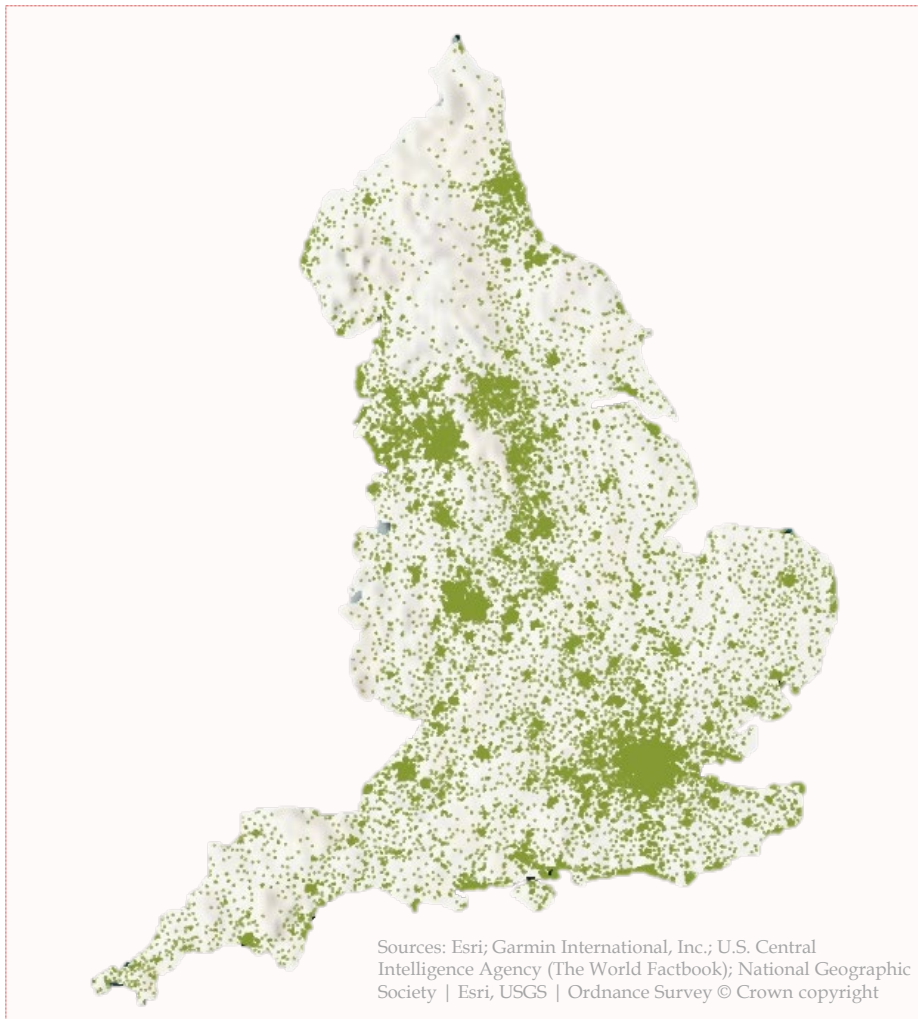 Sources: Esri; Garmin International, Inc.; U.S. Central
Intelligence Agency (The World Factbook); National Geographic
Society | Esri, USGS | Ordnance Survey © Crown copyright